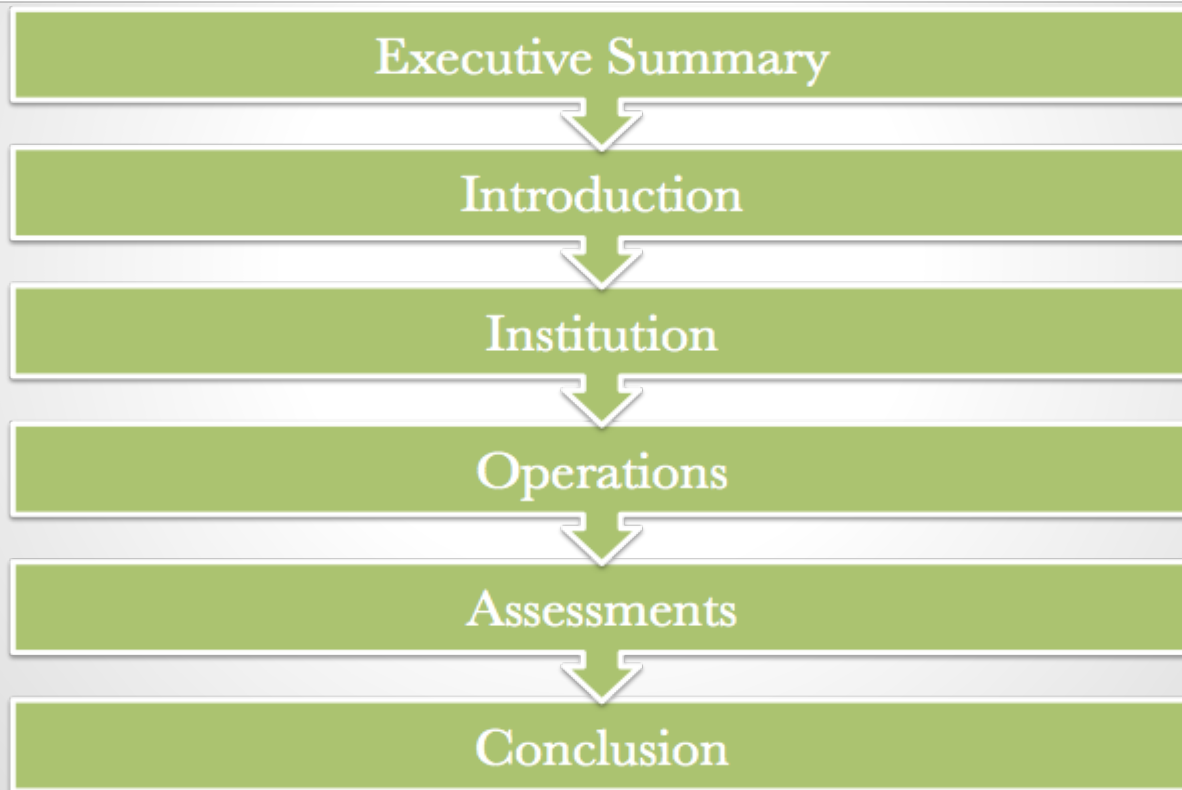 Executive Summary
Introduction
Institution
Operations
Assessments
Conclusion